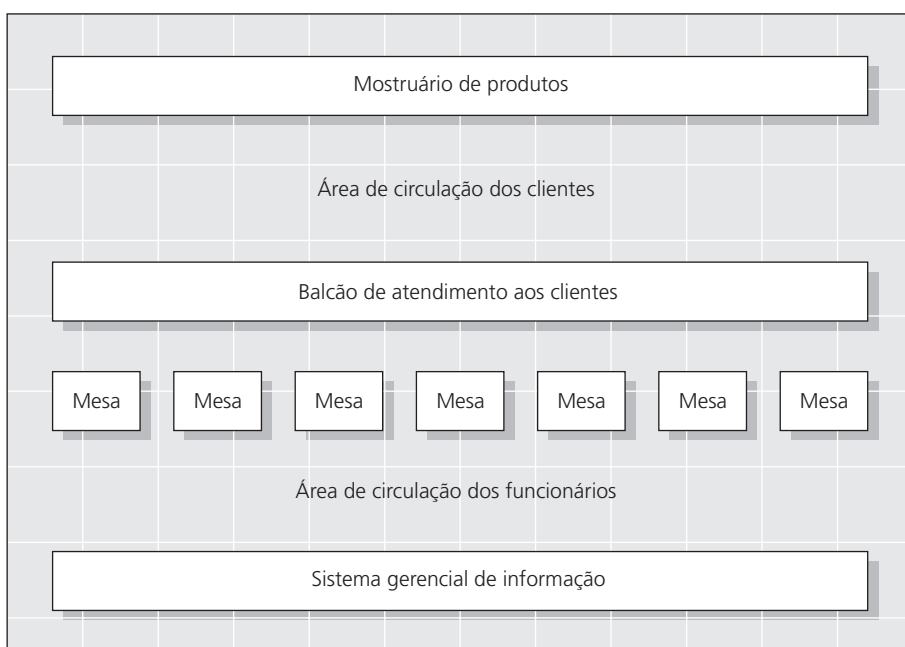 Mostruário de produtos
Área de circulação dos clientes
Balcão de atendimento aos clientes
Mesa Mesa Mesa Mesa Mesa Mesa Mesa
Área de circulação dos funcionários
Sistema gerencial de informação